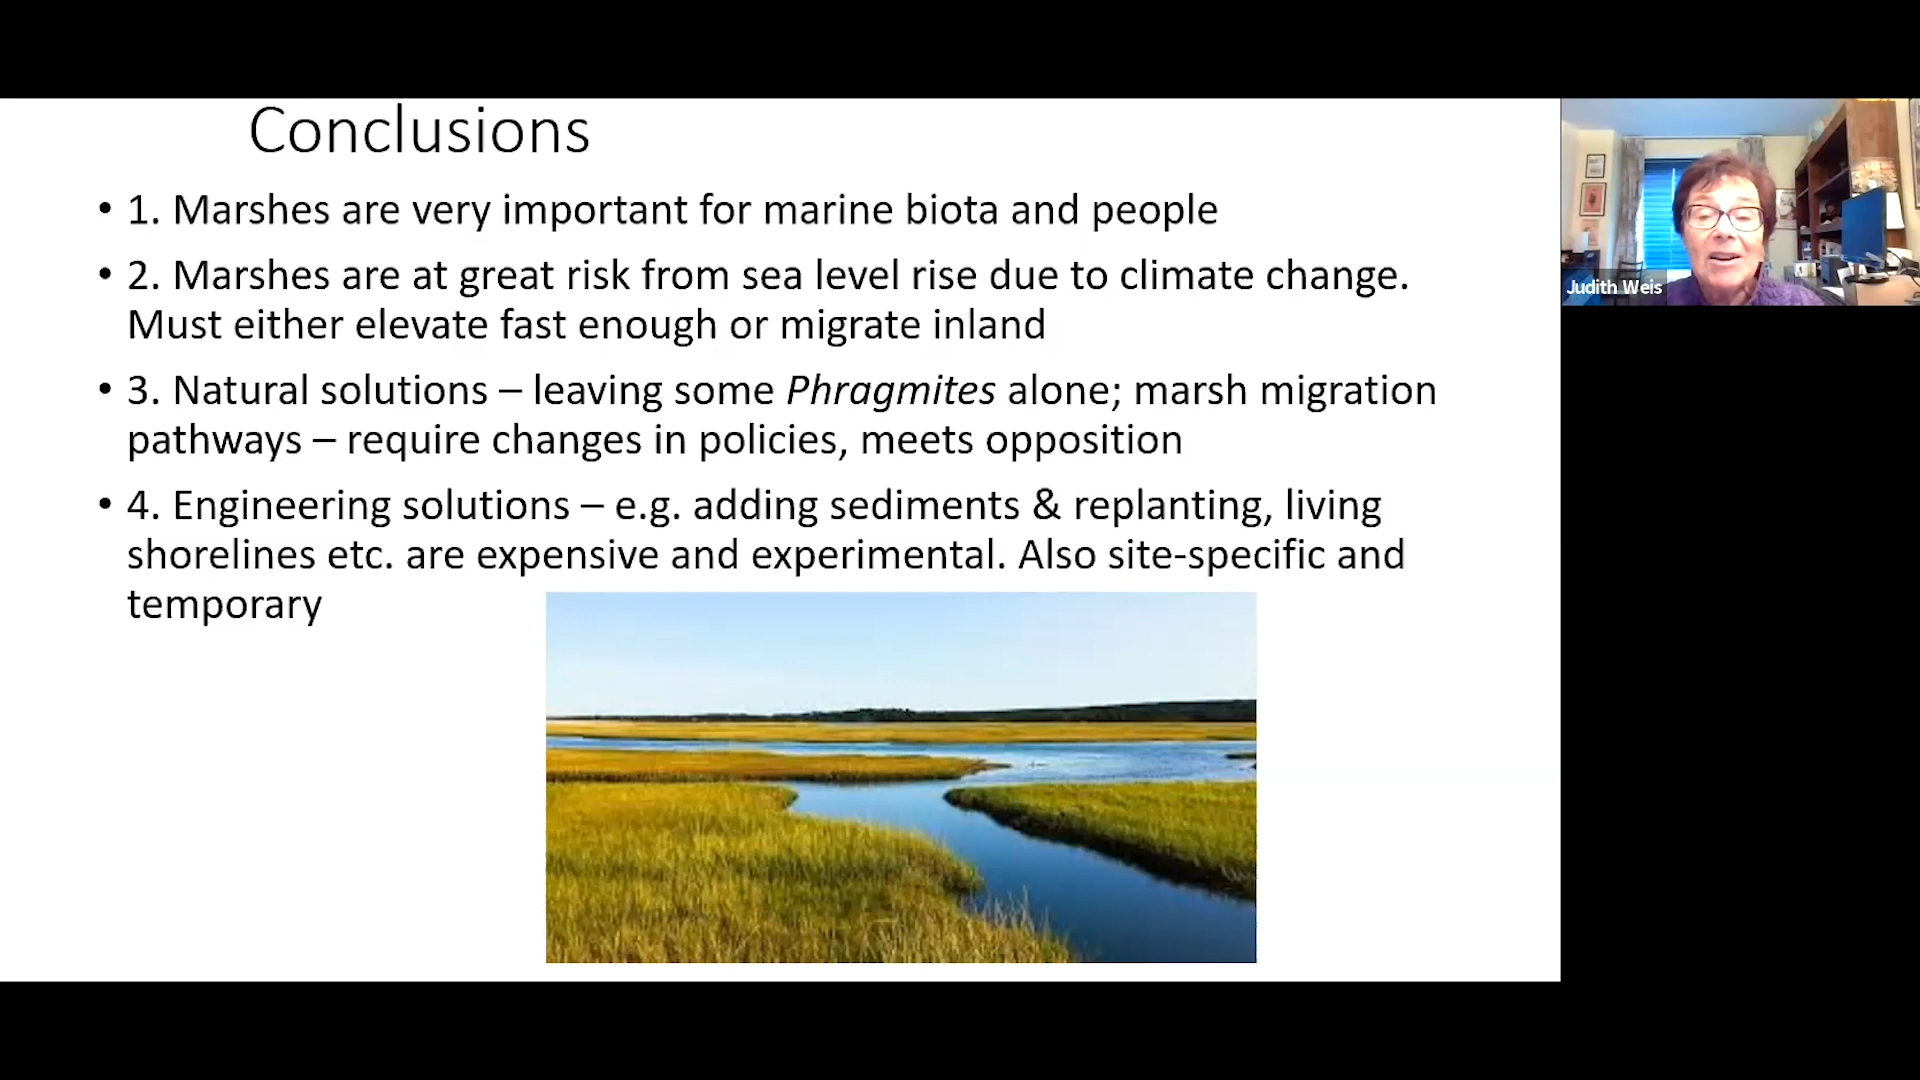 Conclusions
• 1. Marshes are very important for marine biota and people
• 2. Marshes are at great risk from sea level rise due to climate change.
Must either elevate fast enough or migrate inland
• 3. Natural solutions – leaving some Phragmites alone; marsh migration
pathways – require changes in policies, meets opposition
• 4. Engineering solutions – e.g. adding sediments & replanting, living
shorelines etc. are expensive and experimental. Also site-specific and
temporary
Judith Weis